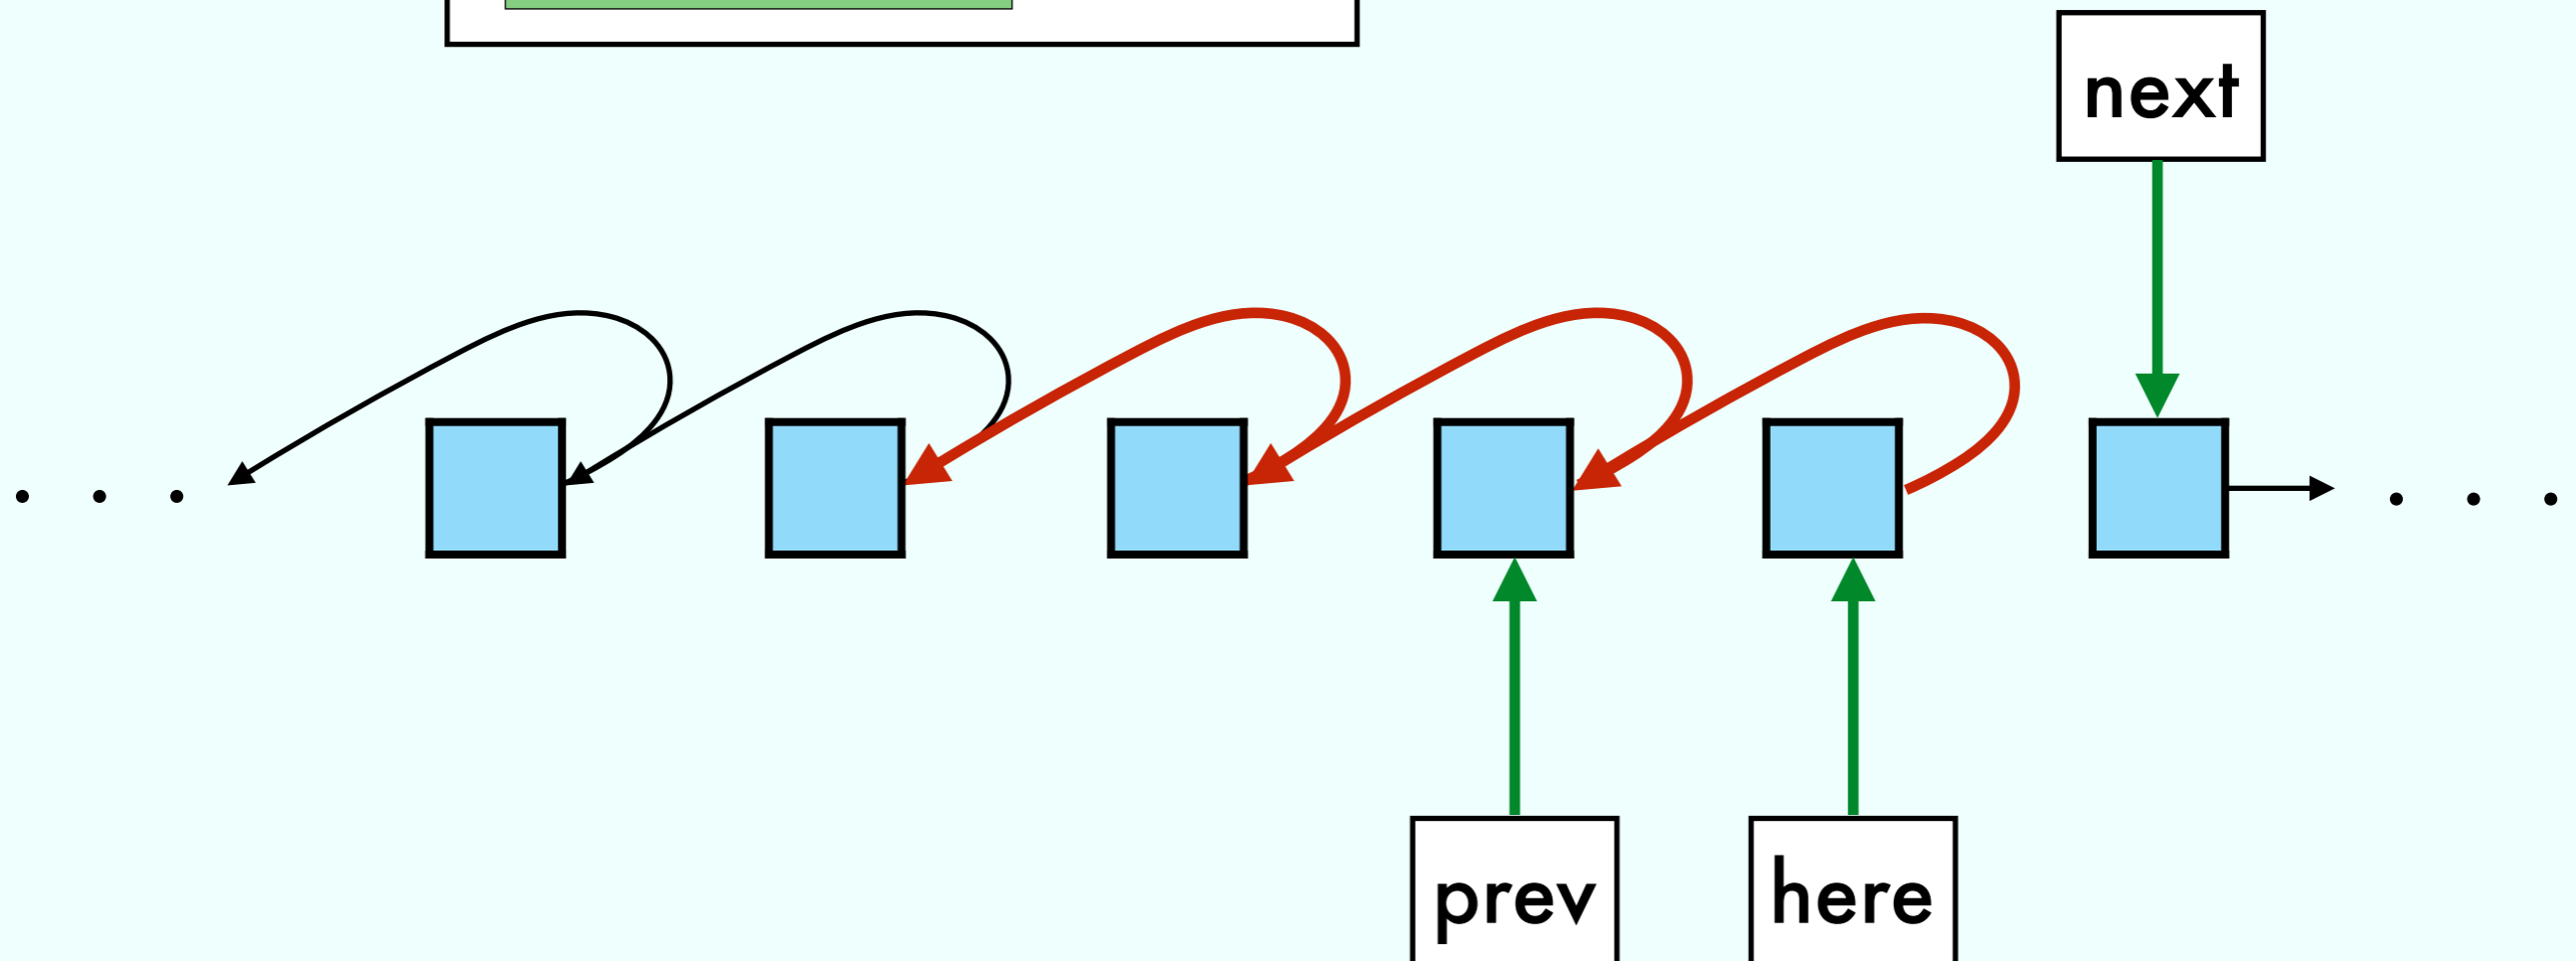 next
. . .
. . .
prev
here